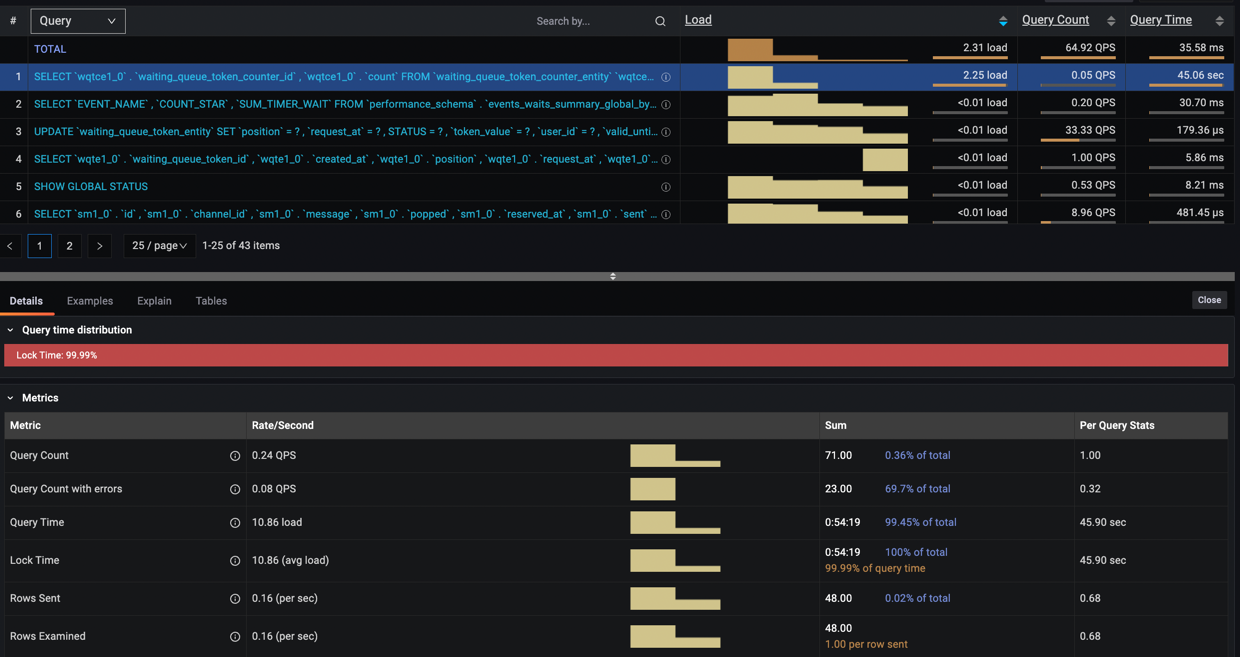 # Query Search by... Load Query Count Query Time
TOTAL 2.31 load 64.92 QPS 35.58 ms
1 SELECT `wqtce1_0` . `waiting_queue_token_counter_id` , `wqtce1_0` . `count` FROM `waiting_queue_token_counter_entity` `wqtce... 2.25 load 0.05 QPS 45.06 sec
2 SELECT `EVENT_NAME` , `COUNT_STAR` , `SUM_TIMER_WAIT` FROM `performance_schema` . `events_waits_summary_global_by... <0.01 load 0.20 QPS 30.70 ms
3 UPDATE `waiting_queue_token_entity` SET `position` = ? , `request_at` = ? , STATUS = ? , `token_value` = ? , `user_id` = ? , `valid_unti... <0.01 load 33.33 QPS 179.36 µs
4 SELECT `wqte1_0` . `waiting_queue_token_id` , `wqte1_0` . `created_at` , `wqte1_0` . `position` , `wqte1_0` . `request_at` , `wqte1_0`... <0.01 load 1.00 QPS 5.86 ms
5 SHOW GLOBAL STATUS <0.01 load 0.53 QPS 8.21 ms
6 SELECT `sm1_0` . `id` , `sm1_0` . `channel_id` , `sm1_0` . `message` , `sm1_0` . `popped` , `sm1_0` . `reserved_at` , `sm1_0` . `sent` ... <0.01 load 8.96 QPS 481.45 µs
< 1 2 > 25 / page 1-25 of 43 items
Details Examples Explain Tables Close
Query time distribution
Lock Time: 99.99%
Metrics
Metric Rate/Second Sum Per Query Stats
Query Count 0.24 QPS 71.00 0.36% of total 1.00
Query Count with errors 0.08 QPS 23.00 69.7% of total 0.32
Query Time 10.86 load 0:54:19 99.45% of total 45.90 sec
Lock Time 10.86 (avg load) 0:54:19 100% of total 45.90 sec
99.99% of query time
Rows Sent 0.16 (per sec) 48.00 0.02% of total 0.68
Rows Examined 0.16 (per sec) 48.00 0.68
1.00 per row sent